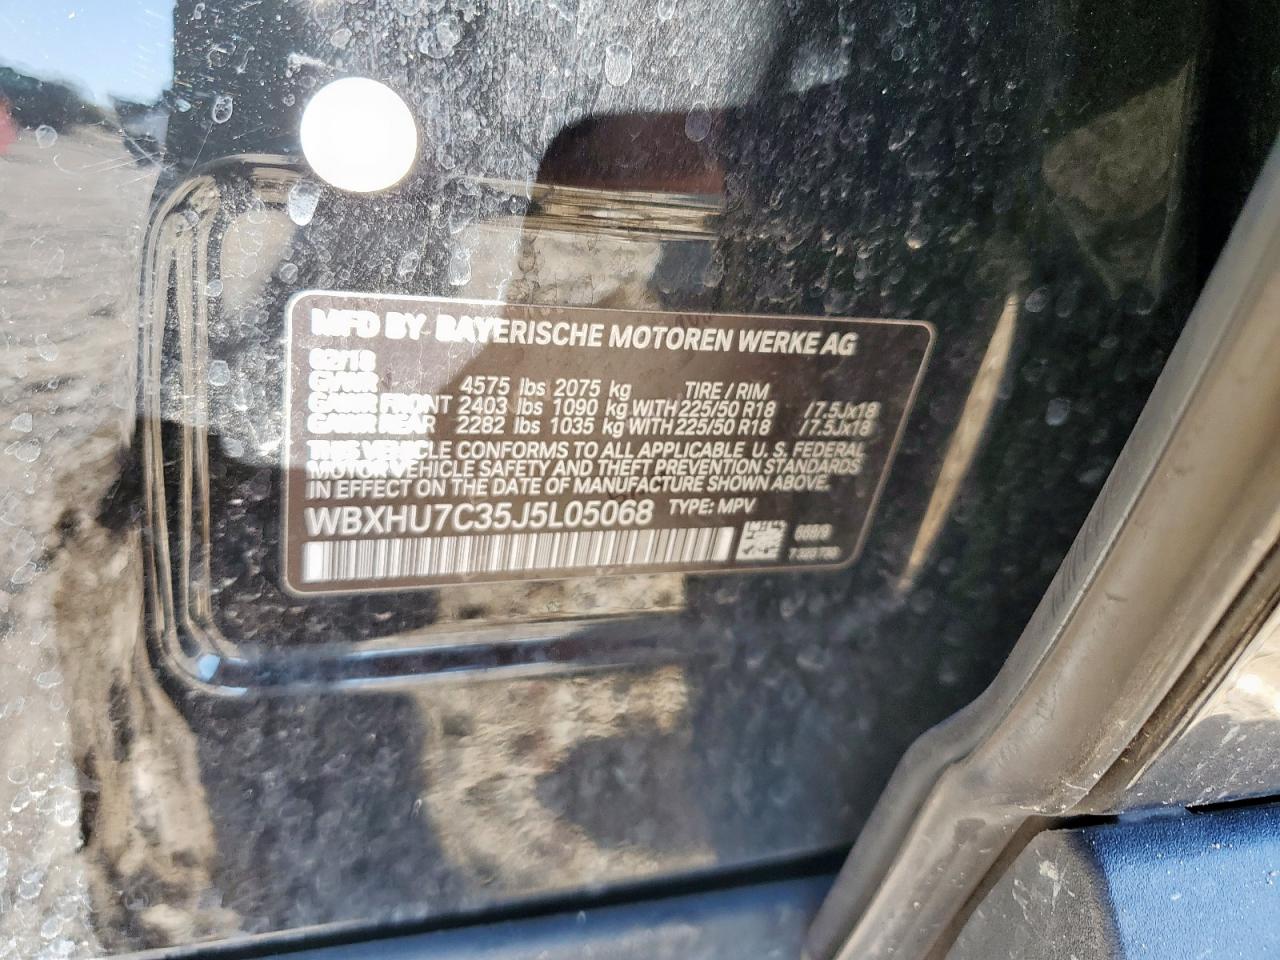 MFD BY BAYERISCHE MOTOREN WERKE AG
02/18
GVWR 4575 lbs 2075 kg TIRE / RIM
GAWR FRONT 2403 lbs 1090 kg WITH 225/50 R18 /7.5Jx18
GAWR REAR 2282 lbs 1035 kg WITH 225/50 R18 /7.5Jx18
THIS VEHICLE CONFORMS TO ALL APPLICABLE U. S. FEDERAL
MOTOR VEHICLE SAFETY AND THEFT PREVENTION STANDARDS
IN EFFECT ON THE DATE OF MANUFACTURE SHOWN ABOVE.
WBXHU7C35J5L05068 TYPE: MPV